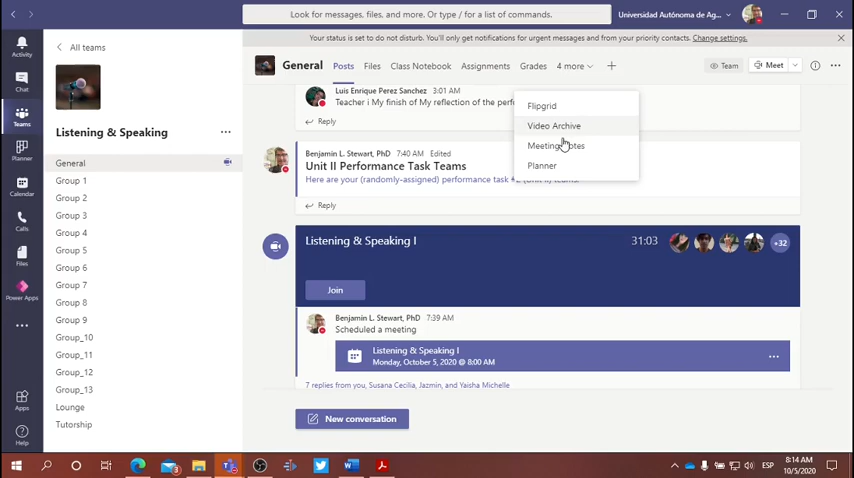 Look for messages, files, and more. Or type / for a list of commands.
Universidad Autónoma de Ag...
Your status is set to do not disturb. You'll only get notifications for urgent messages and from your priority contacts. Change settings.
Activity
Chat
Teams
Planner
Calendar
Calls
Files
Power Apps
Apps
Help
All teams
Listening & Speaking
General
Group 1
Group 2
Group 3
Group 4
Group 5
Group 6
Group 7
Group 8
Group 9
Group_10
Group_11
Group_12
Group_13
Lounge
Tutorship
General Posts Files Class Notebook Assignments Grades 4 more
Team Meet
Flipgrid
Video Archive
Meeting
Planner
Luis Enrique Perez Sanchez 3:01 AM
Teacher i My finish of My reflection of the
Reply
Benjamin L. Stewart, PhD 7:40 AM Edited
Unit II Performance Task Teams
Here are your (randomly-assigned) performance task
Reply
Listening & Speaking I
31:03
+32
Join
Benjamin L. Stewart, PhD 7:39 AM
Scheduled a meeting
Listening & Speaking I
Monday, October 5, 2020 @ 8:00 AM
7 replies from you, Susana Cecilia, Jazmin, and Yaisha Michelle
New conversation
ESP
8:14 AM
10/5/2020